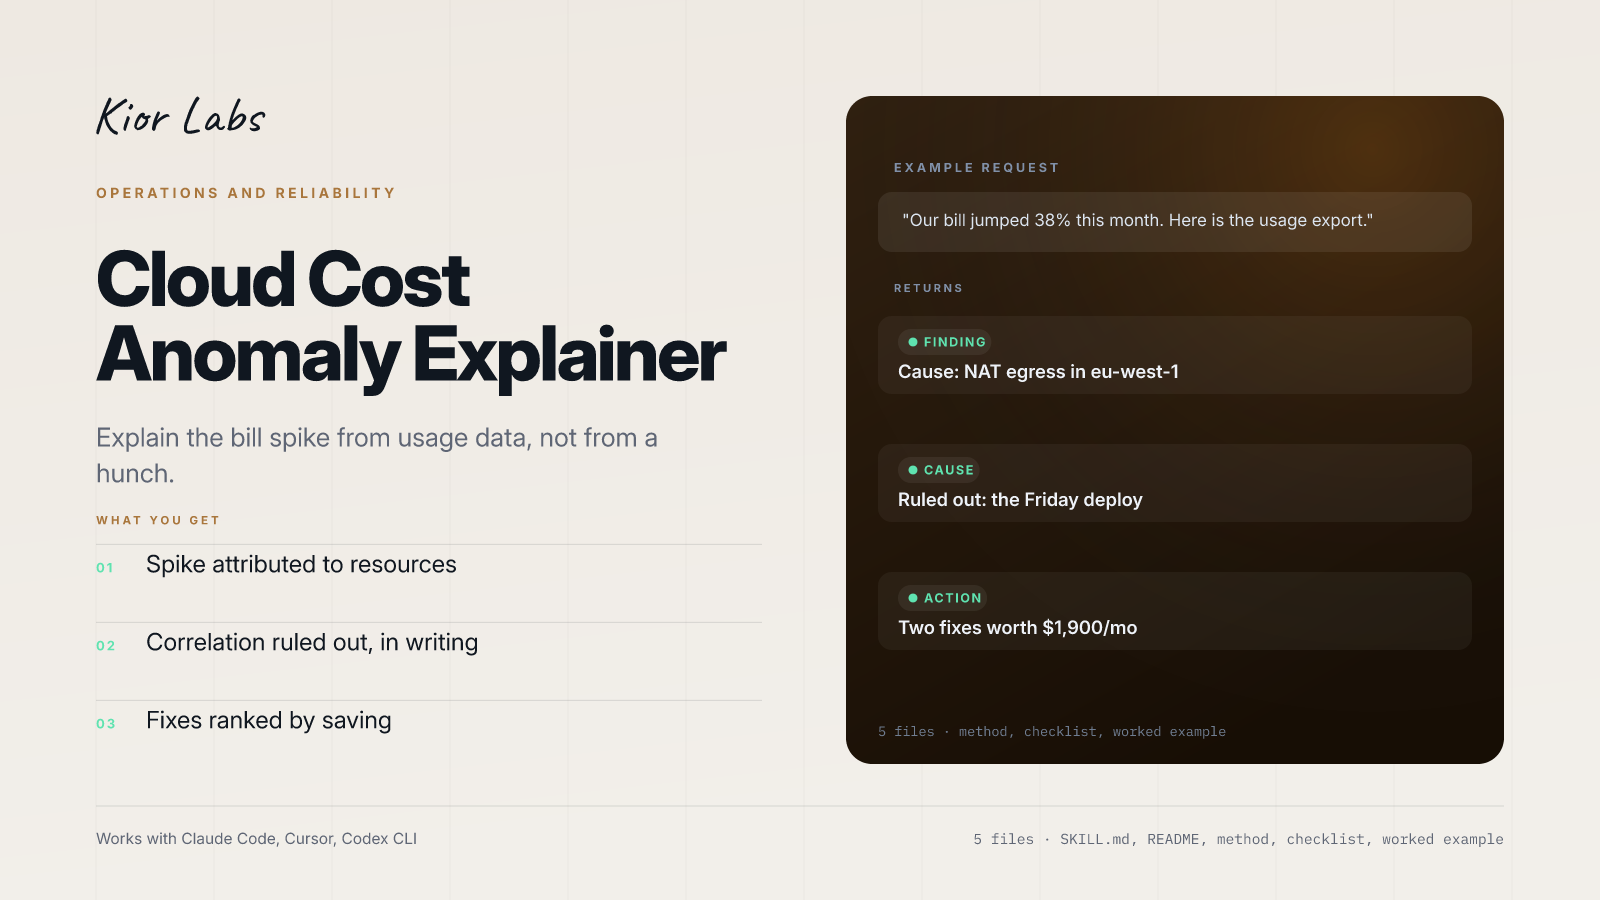 Kior Labs
OPERATIONS AND RELIABILITY
Cloud Cost
Anomaly Explainer
Explain the bill spike from usage data, not from a
hunch.
WHAT YOU GET
01 Spike attributed to resources
02 Correlation ruled out, in writing
03 Fixes ranked by saving
EXAMPLE REQUEST
"Our bill jumped 38% this month. Here is the usage export."
RETURNS
FINDING
Cause: NAT egress in eu-west-1
CAUSE
Ruled out: the Friday deploy
ACTION
Two fixes worth $1,900/mo
5 files · method, checklist, worked example
Works with Claude Code, Cursor, Codex CLI
5 files · SKILL.md, README, method, checklist, worked example